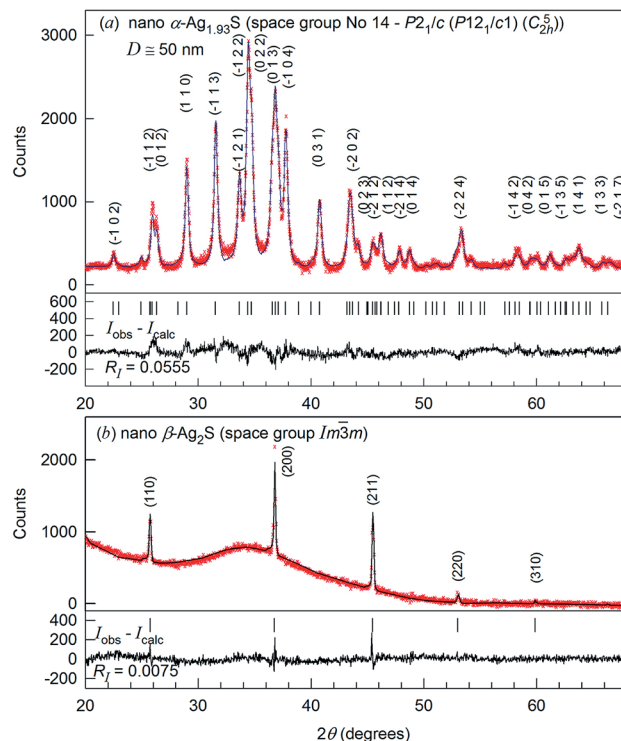 (a) nano α-Ag1.93S (space group No 14 - P21/c (P121/c1) (C52h))
D ≅ 50 nm
3000
2000
1000
0
Counts
(-1 0 2)
(-1 1 2)
(0 1 2)
(1 1 0)
(-1 1 3)
(-1 2 1)
(-1 2 2)
(0 2 2)
(0 1 3)
(-1 0 4)
(0 3 1)
(-2 0 2)
(0 2 3)
(-2 1 2)
(1 1 2)
(-2 1 4)
(0 1 4)
(-2 2 4)
(-1 4 2)
(0 4 2)
(0 1 5)
(-1 3 5)
(1 4 1)
(1 3 3)
(-2 1 7)
600
400
200
0
-200
Iobs - Icalc
RI = 0.0555
20 30 40 50 60
(b) nano β-Ag2S (space group Im3̅m)
2000
1000
0
Counts
(110)
(200)
(211)
(220)
(310)
400
200
0
-200
Iobs - Icalc
RI = 0.0075
20 30 40 50 60
2θ (degrees)